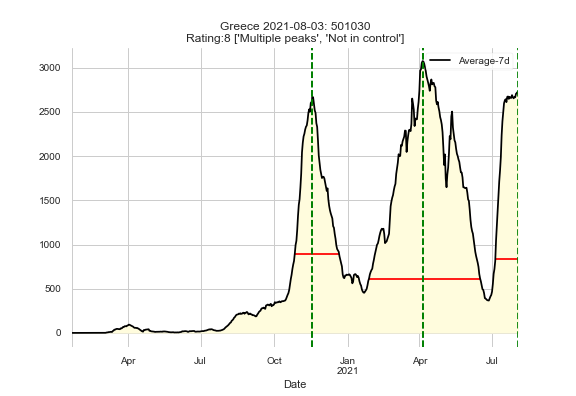 Greece 2021-08-03: 501030
Rating:8 ['Multiple peaks', 'Not in control']
Average-7d
3000
2500
2000
1500
1000
500
0
Apr
Jul
Oct
Jan
2021
Apr
Jul
Date